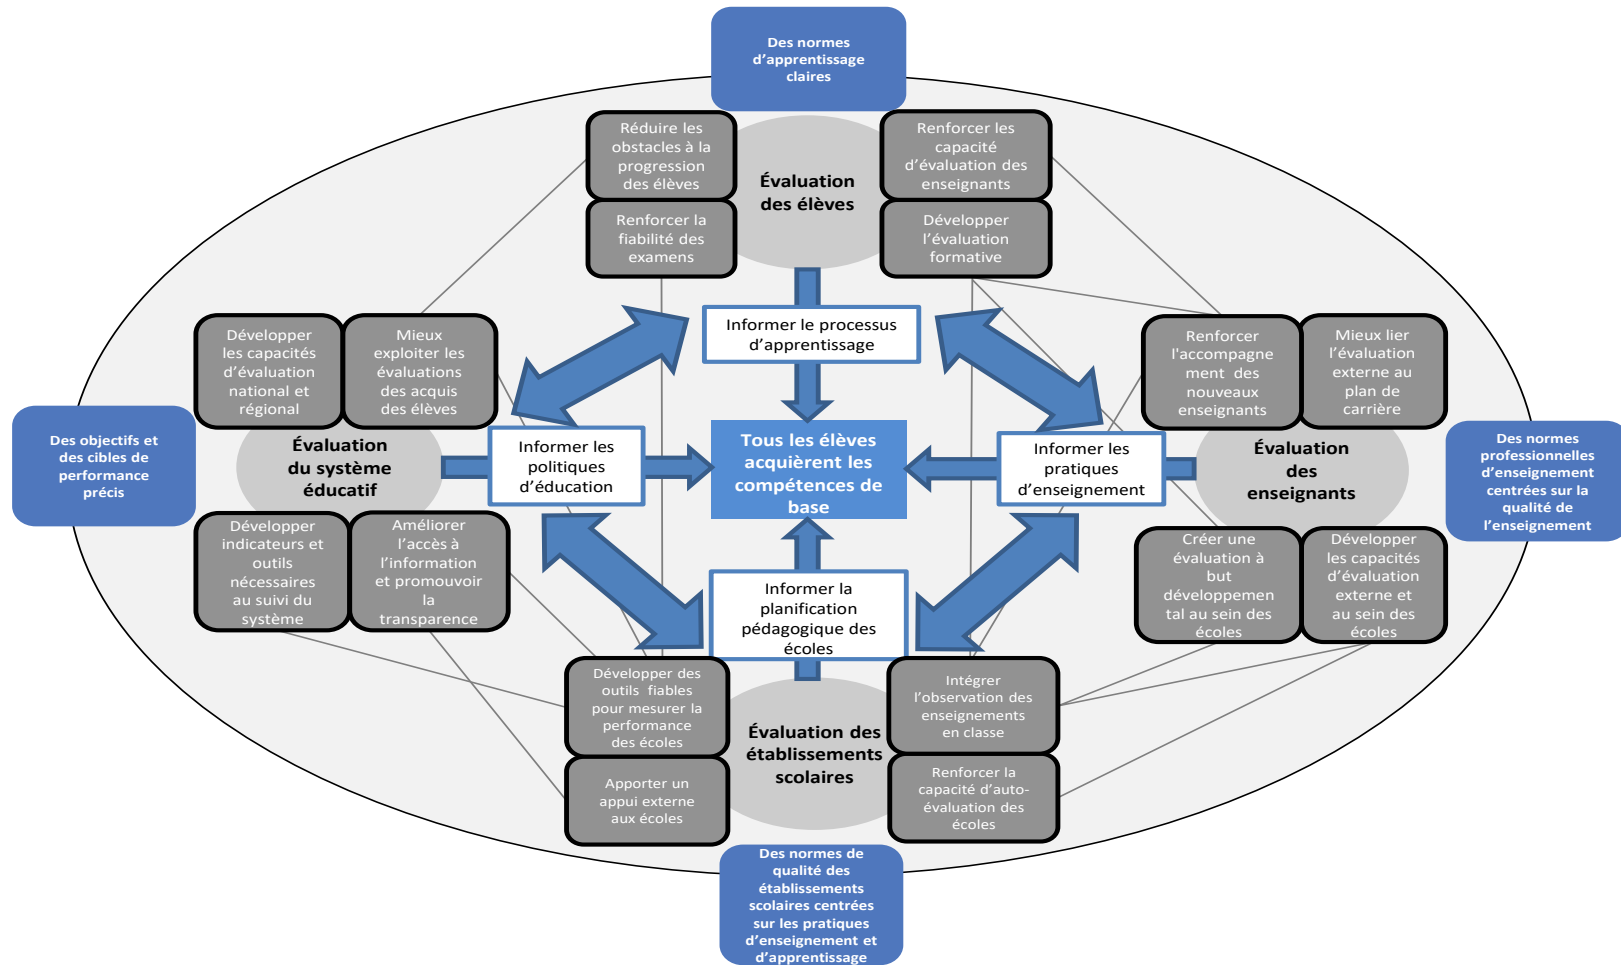 Des normes
d’apprentissage
claires
Réduire les
obstacles à la
progression
des élèves
Renforcer les
capacité
d’évaluation des
enseignants
Évaluation
des élèves
Renforcer la
fiabilité des
examens
Développer
l’évaluation
formative
Informer le processus
d’apprentissage
Développer
les capacités
d’évaluation
national et
régional
Mieux
exploiter les
évaluations
des acquis
des élèves
Renforcer
l'accompagne
ment des
nouveaux
enseignants
Mieux lier
l’évaluation
externe au
plan de
carrière
Des objectifs et
des cibles de
performance
précis
Évaluation
du système
éducatif
Informer les
politiques
d’éducation
Tous les élèves
acquièrent les
compétences de
base
Informer les
pratiques
d’enseignement
Évaluation
des
enseignants
Des normes
professionnelles
d’enseignement
centrées sur la
qualité de
l’enseignement
Développer
indicateurs et
outils
nécessaires
au suivi du
système
Améliorer
l’accès à
l’information
et promouvoir
la
transparence
Créer une
évaluation à
but
développemen
tal au sein des
écoles
Développer
les capacités
d’évaluation
externe et
au sein des
écoles
Informer la
planification
pédagogique des
écoles
Développer des
outils fiables
pour mesurer la
performance
des écoles
Intégrer
l’observation des
enseignements
en classe
Évaluation des
établissements
scolaires
Apporter un
appui externe
aux écoles
Renforcer la
capacité d’auto-
évaluation des
écoles
Des normes de
qualité des
établissements
scolaires centrées
sur les pratiques
d’enseignement et
d’apprentissage